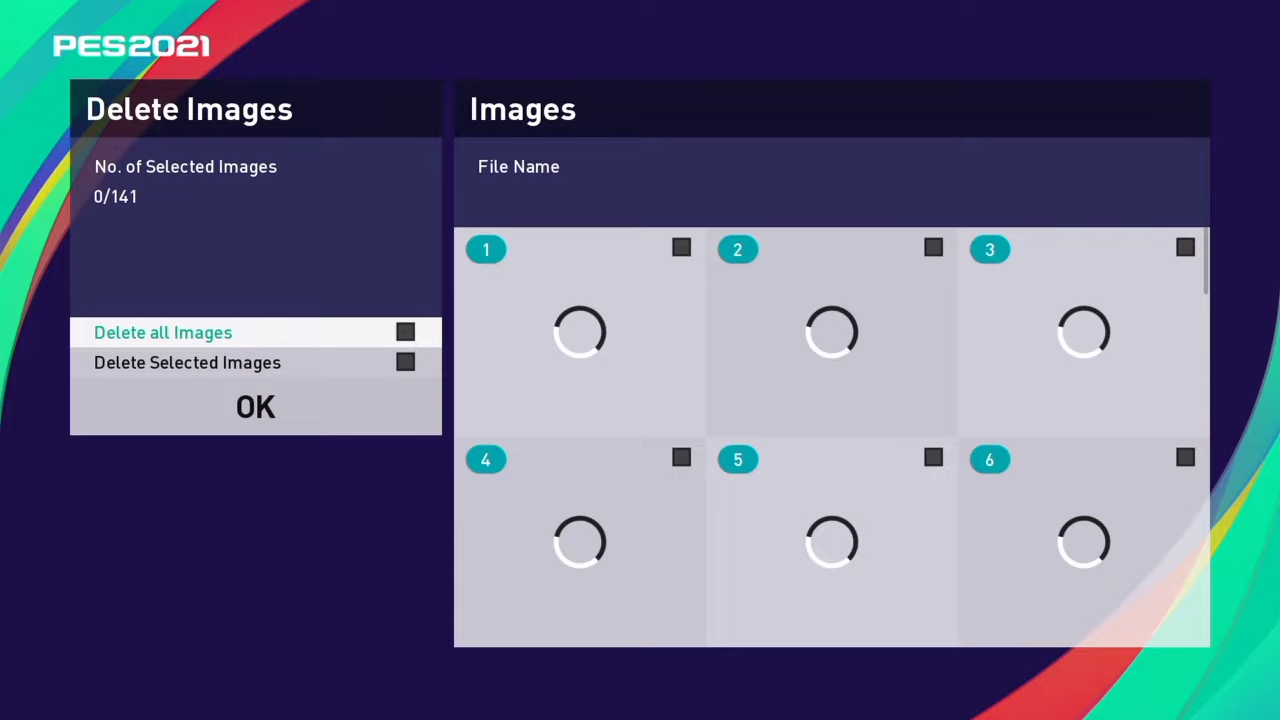 PES2021
Delete Images
No. of Selected Images
0/141
Delete all Images
Delete Selected Images
OK
Images
File Name
1
2
3
4
5
6